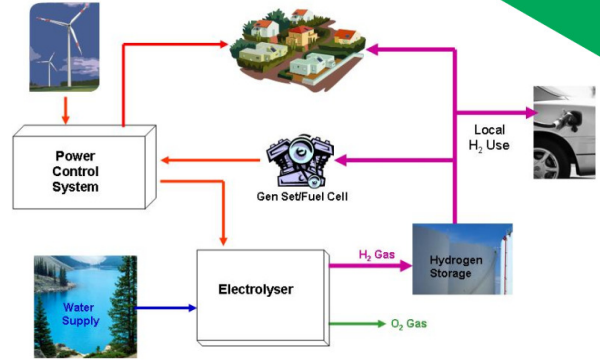 Power
Control
System
Gen Set/Fuel Cell
Local
H₂ Use
H₂ Gas
Hydrogen
Storage
Electrolyser
Water
Supply
O₂ Gas